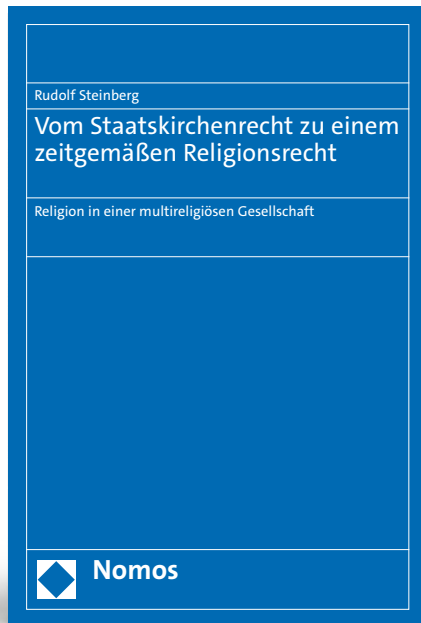 Rudolf Steinberg
Vom Staatskirchenrecht zu einem
zeitgemäßen Religionsrecht
Religion in einer multireligiösen Gesellschaft
Nomos